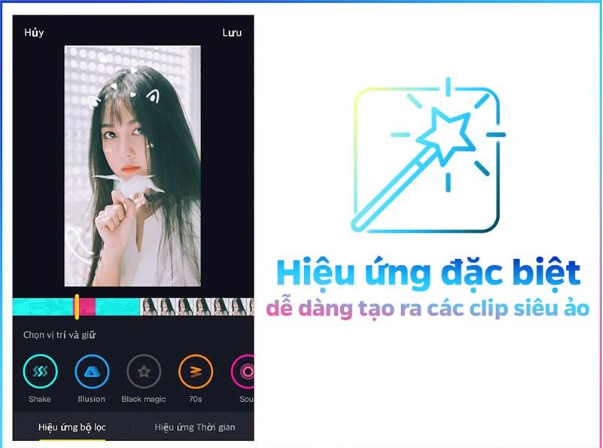 Hủy Lưu
Chọn vị trí và giữ
Shake Illusion Black magic 70s Sou
Hiệu ứng bộ lọc Hiệu ứng Thời gian
Hiệu ứng đặc biệt
dễ dàng tạo ra các clip siêu ảo